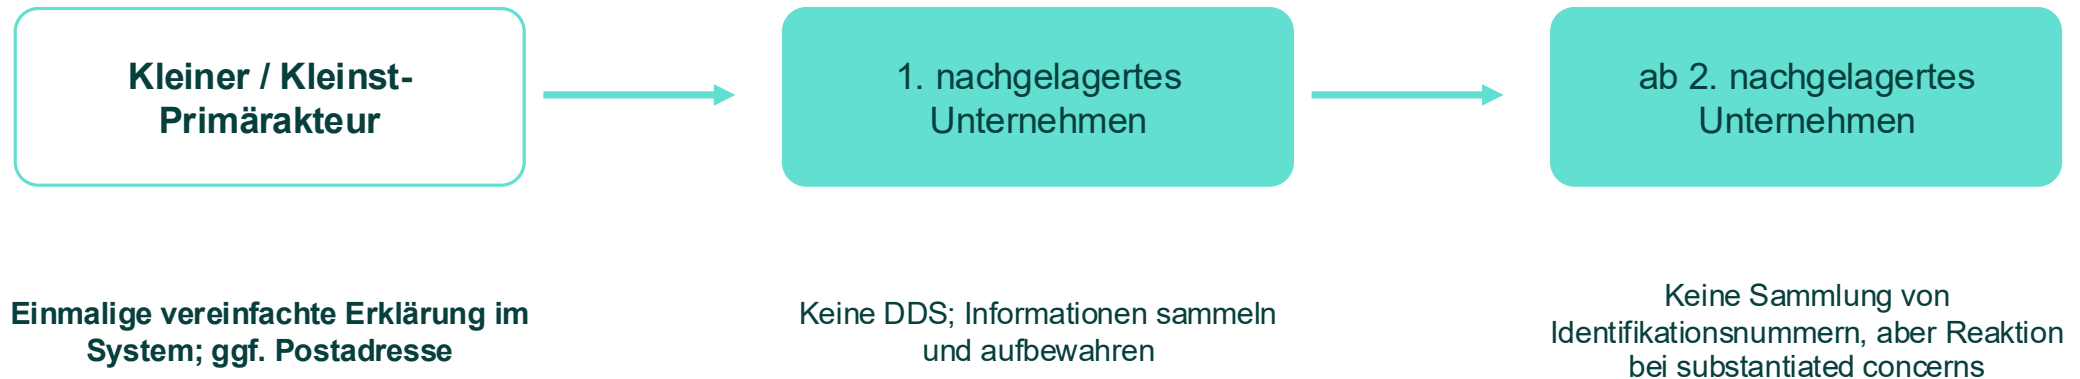 Kleiner / Kleinst-
Primärakteur
1. nachgelagertes
Unternehmen
ab 2. nachgelagertes
Unternehmen
Einmalige vereinfachte Erklärung im
System; ggf. Postadresse
Keine DDS; Informationen sammeln
und aufbewahren
Keine Sammlung von
Identifikationsnummern, aber Reaktion
bei substantiated concerns